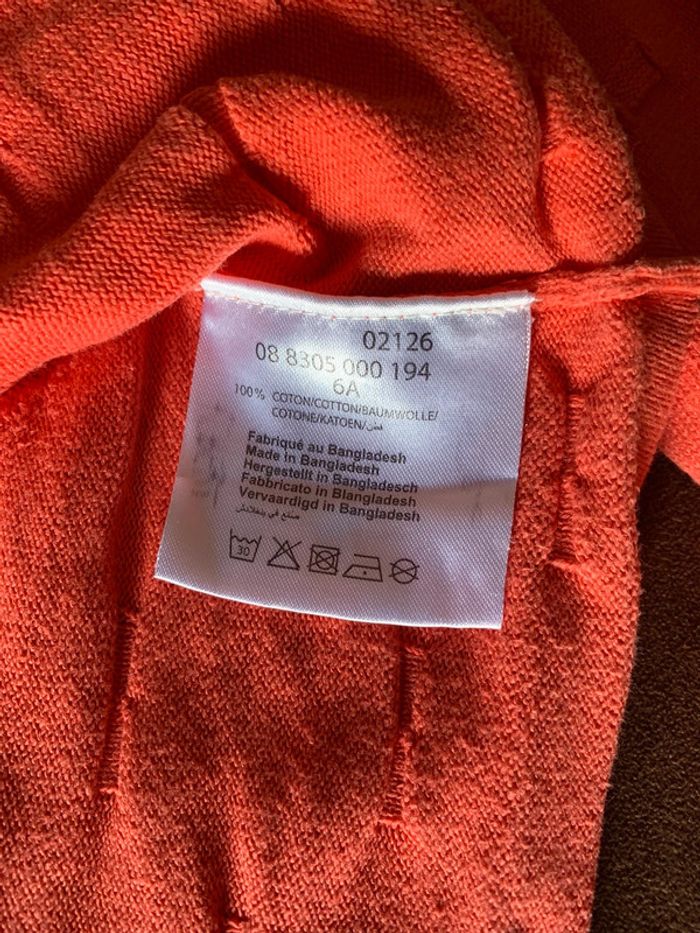 02126
08 8305 000 194
6A
100% COTON/COTTON/BAUMWOLLE/
COTONE/KATOEN/قطن
Fabriqué au Bangladesh
Made in Bangladesh
Hergestellt in Bangladesch
Fabbricato in Blangladesh
Vervaardigd in Bangladesh
صنع في بنغلادش
30